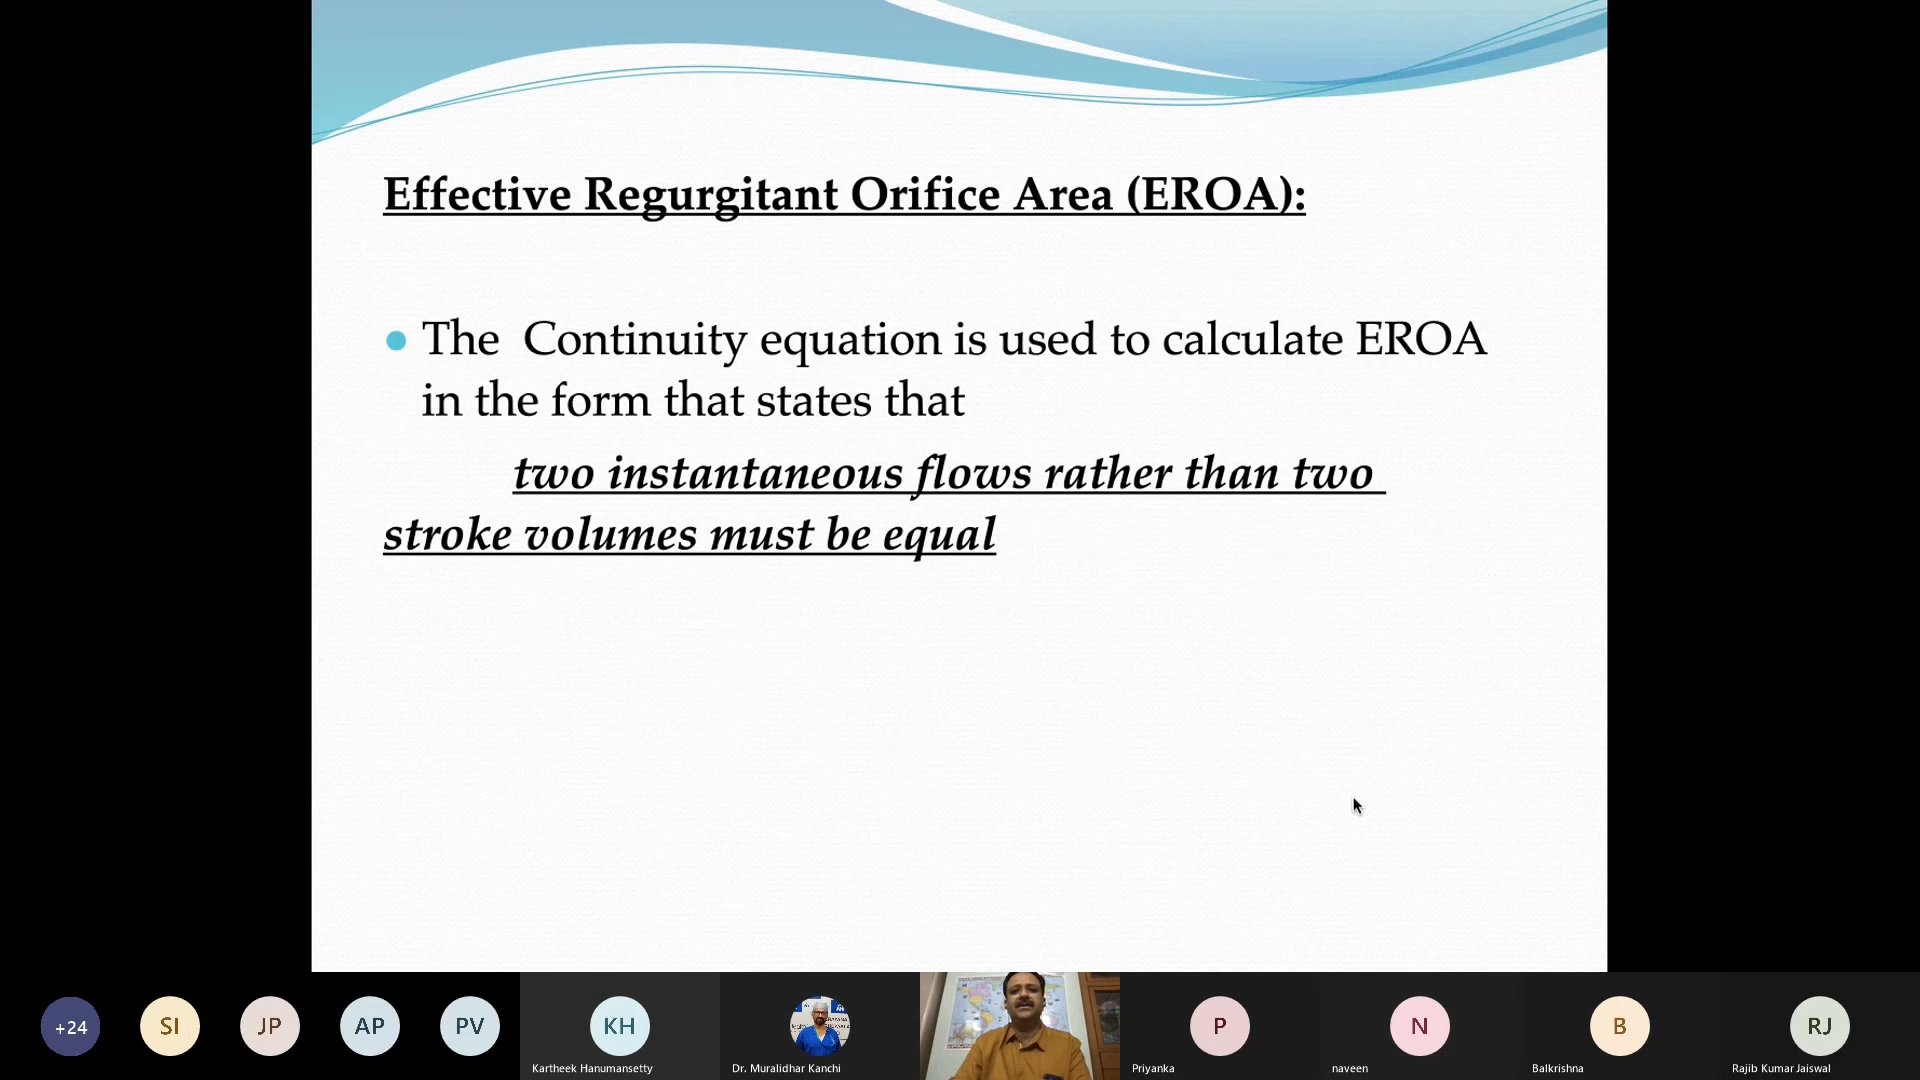 Effective Regurgitant Orifice Area (EROA):
The Continuity equation is used to calculate EROA
in the form that states that
two instantaneous flows rather than two
stroke volumes must be equal
+24
SI
JP
AP
PV
KH
P
N
B
RJ
Kartheek Hanumansetty
Dr. Muralidhar Kanchi
Priyanka
naveen
Balkrishna
Rajib Kumar Jaiswal